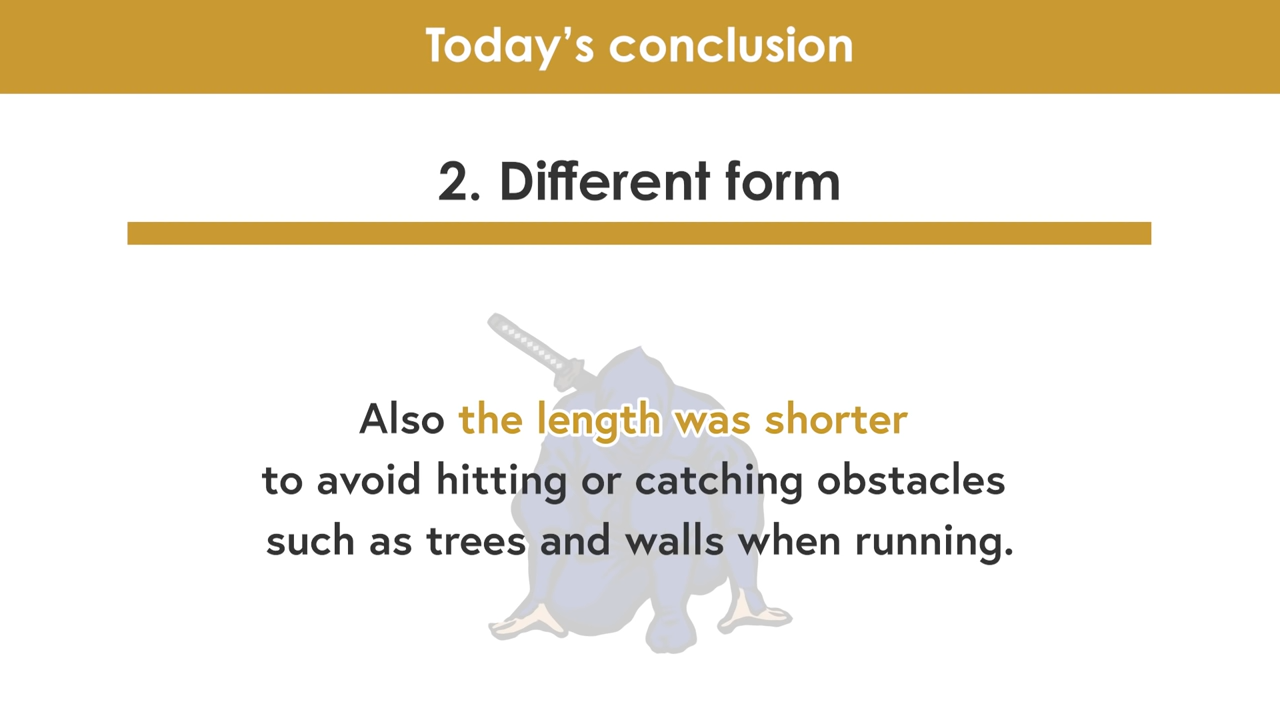 Today's conclusion
2. Different form
Also the length was shorter
to avoid hitting or catching obstacles
such as trees and walls when running.